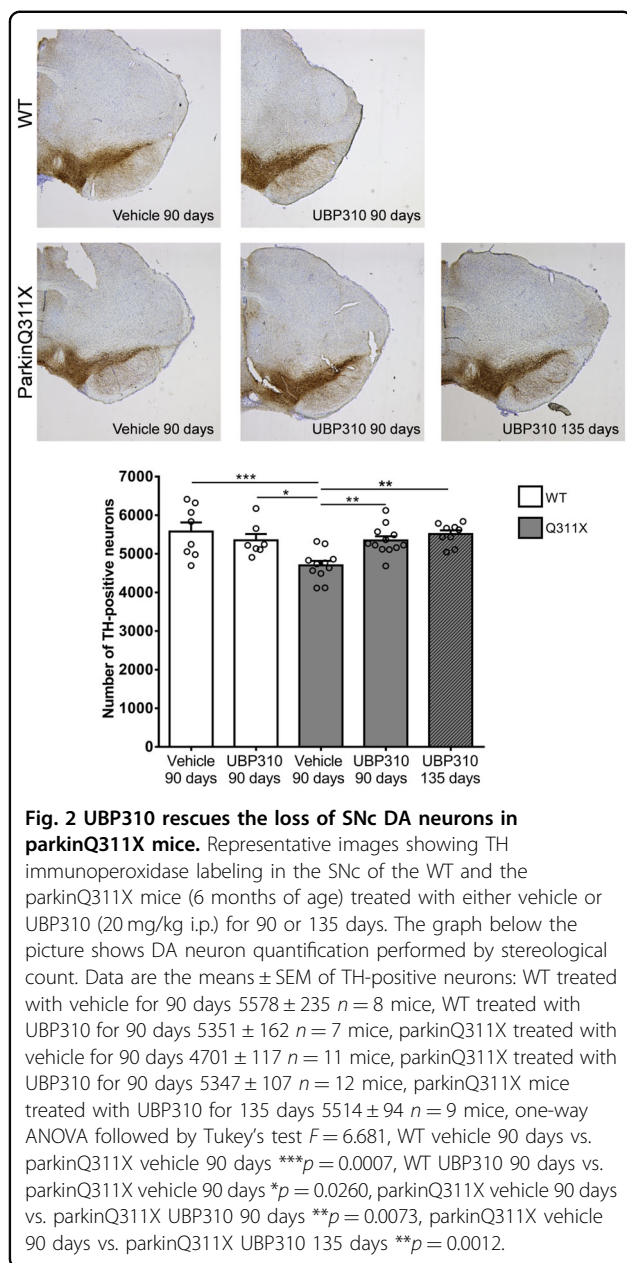 WT
Vehicle 90 days
UBP310 90 days
ParkinQ311X
Vehicle 90 days
UBP310 90 days
UBP310 135 days
Number of TH-positive neurons
7000
6000
5000
4000
3000
2000
1000
0
***
*
**
**
WT
Q311X
Vehicle
90 days
UBP310
90 days
Vehicle
90 days
UBP310
90 days
UBP310
135 days
Fig. 2 UBP310 rescues the loss of SNc DA neurons in
parkinQ311X mice. Representative images showing TH
immunoperoxidase labeling in the SNc of the WT and the
parkinQ311X mice (6 months of age) treated with either vehicle or
UBP310 (20 mg/kg i.p.) for 90 or 135 days. The graph below the
picture shows DA neuron quantification performed by stereological
count. Data are the means ± SEM of TH-positive neurons: WT treated
with vehicle for 90 days 5578 ± 235 n = 8 mice, WT treated with
UBP310 for 90 days 5351 ± 162 n = 7 mice, parkinQ311X treated with
vehicle for 90 days 4701 ± 117 n = 11 mice, parkinQ311X treated with
UBP310 for 90 days 5347 ± 107 n = 12 mice, parkinQ311X mice
treated with UBP310 for 135 days 5514 ± 94 n = 9 mice, one-way
ANOVA followed by Tukey's test F = 6.681, WT vehicle 90 days vs.
parkinQ311X vehicle 90 days ***p = 0.0007, WT UBP310 90 days vs.
parkinQ311X vehicle 90 days *p = 0.0260, parkinQ311X vehicle 90 days
vs. parkinQ311X UBP310 90 days **p = 0.0073, parkinQ311X vehicle
90 days vs. parkinQ311X UBP310 135 days **p = 0.0012.